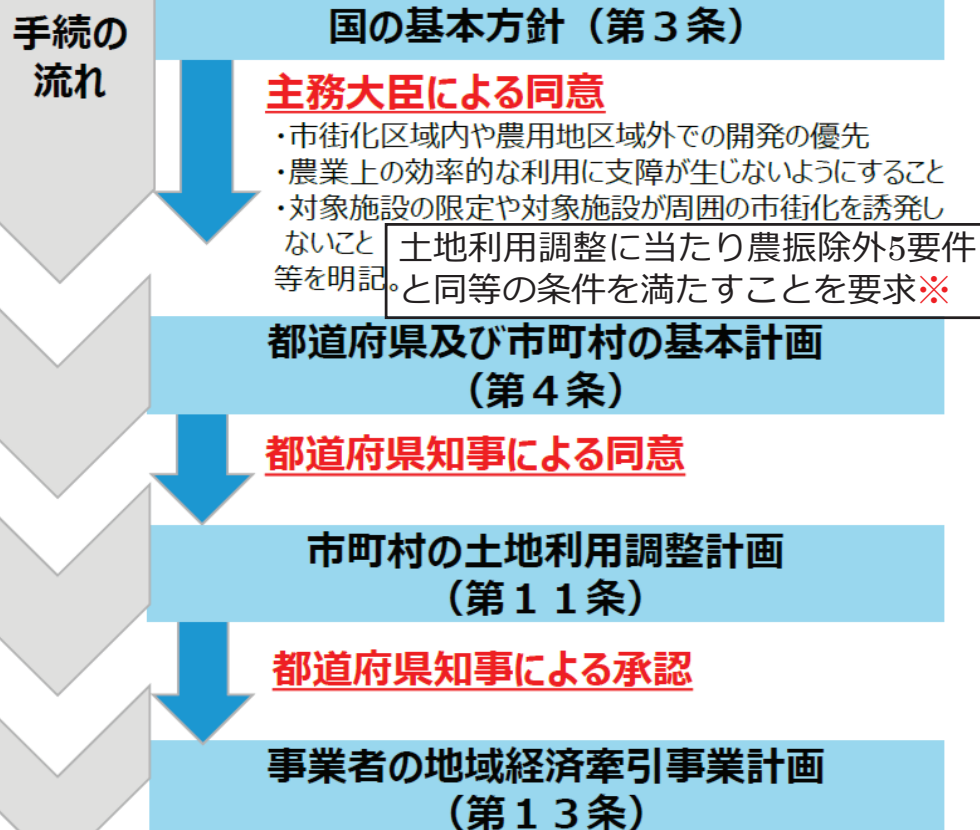 手続の
流れ
国の基本方針（第３条）
主務大臣による同意
・市街化区域内や農用地区域外での開発の優先
・農業上の効率的な利用に支障が生じないようにすること
・対象施設の限定や対象施設が周囲の市街化を誘発し
ないこと
等を明記。
土地利用調整に当たり農振除外5要件
と同等の条件を満たすことを要求※
都道府県及び市町村の基本計画
（第４条）
都道府県知事による同意
市町村の土地利用調整計画
（第１１条）
都道府県知事による承認
事業者の地域経済牽引事業計画
（第１３条）